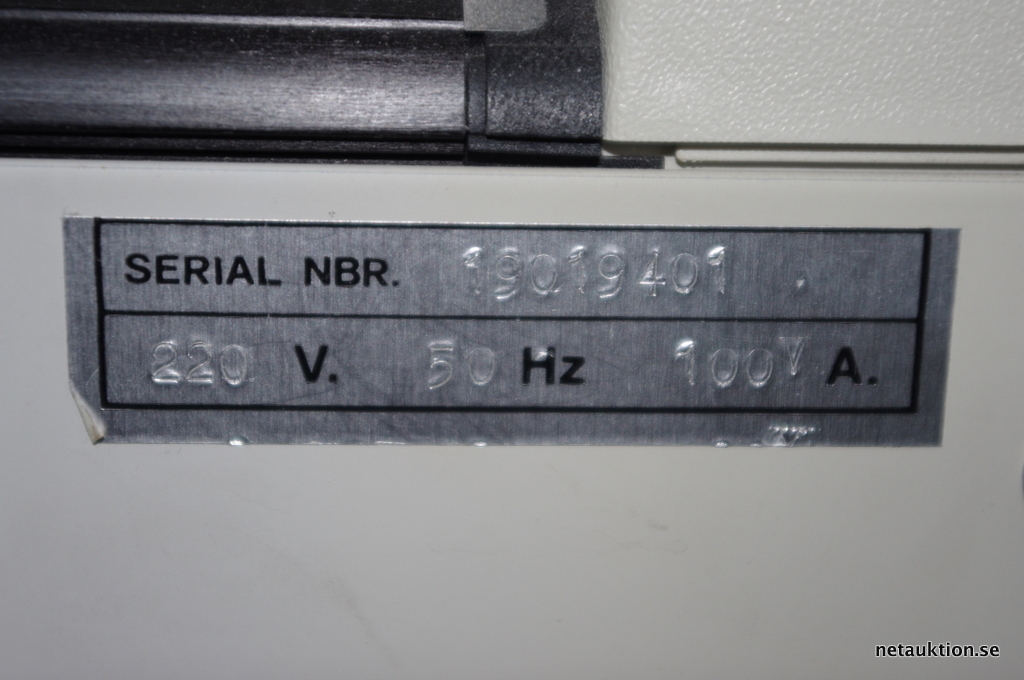 SERIAL NBR. 19019401
220 V. 50 Hz 100V A.
netauktion.se